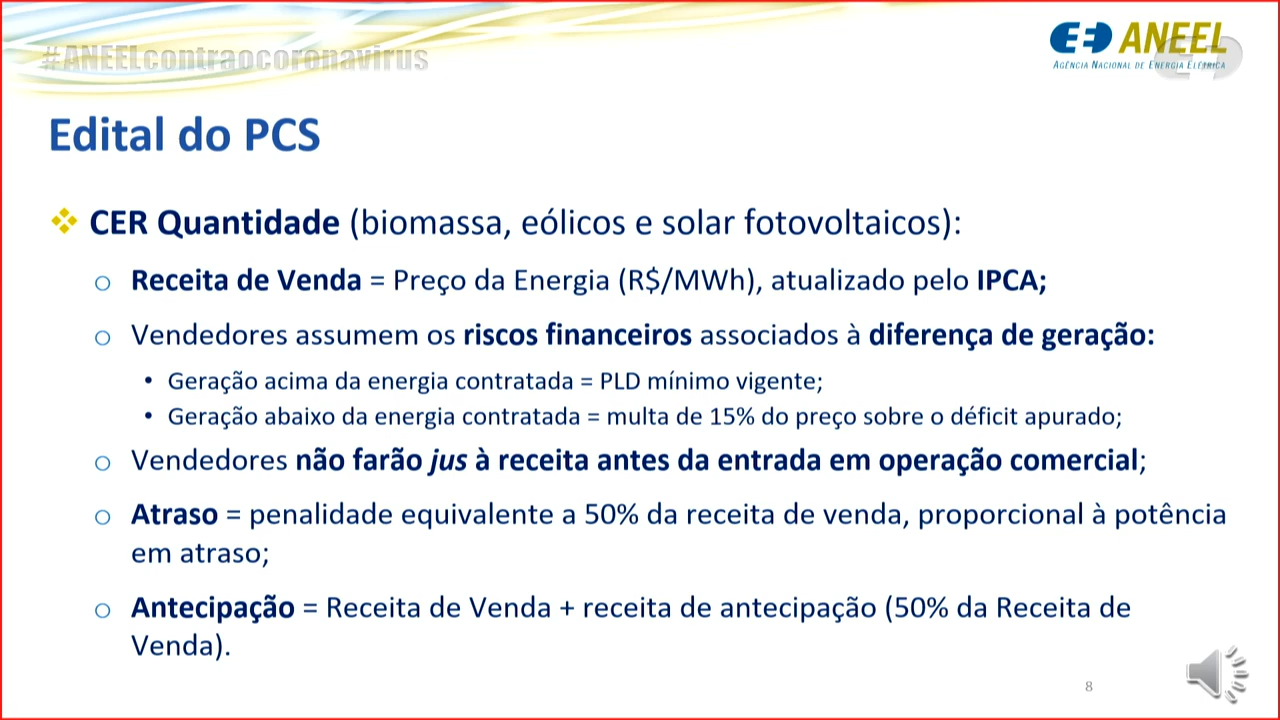 #ANEELcontraocoronavirus
ANEEL
AGÊNCIA NACIONAL DE ENERGIA ELÉTRICA
Edital do PCS
CER Quantidade (biomassa, eólicos e solar fotovoltaicos):
Receita de Venda = Preço da Energia (R$/MWh), atualizado pelo IPCA;
Vendedores assumem os riscos financeiros associados à diferença de geração:
Geração acima da energia contratada = PLD mínimo vigente;
Geração abaixo da energia contratada = multa de 15% do preço sobre o déficit apurado;
Vendedores não farão jus à receita antes da entrada em operação comercial;
Atraso = penalidade equivalente a 50% da receita de venda, proporcional à potência
em atraso;
Antecipação = Receita de Venda + receita de antecipação (50% da Receita de
Venda).
8